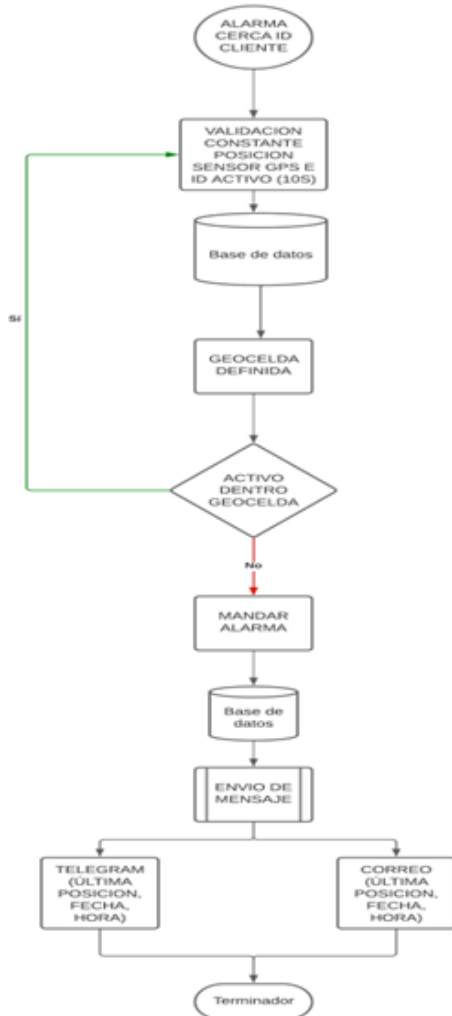 ALARMA
CERCA ID
CLIENTE
VALIDACION
CONSTANTE
POSICION
SENSOR GPS E
ID ACTIVO (10S)
Base de datos
Sí
GEOCELDA
DEFINIDA
ACTIVO
DENTRO
GEOCELDA
No
MANDAR
ALARMA
Base de
datos
ENVIO DE
MENSAJE
TELEGRAM
(ÚLTIMA
POSICION,
FECHA,
HORA)
CORREO
(ÚLTIMA
POSICION,
FECHA,
HORA)
Terminador